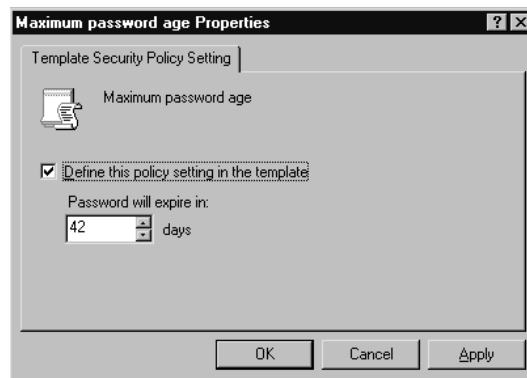 Maximum password age Properties
Template Security Policy Setting
Maximum password age
Define this policy setting in the template
Password will expire in:
42 days
OK Cancel Apply